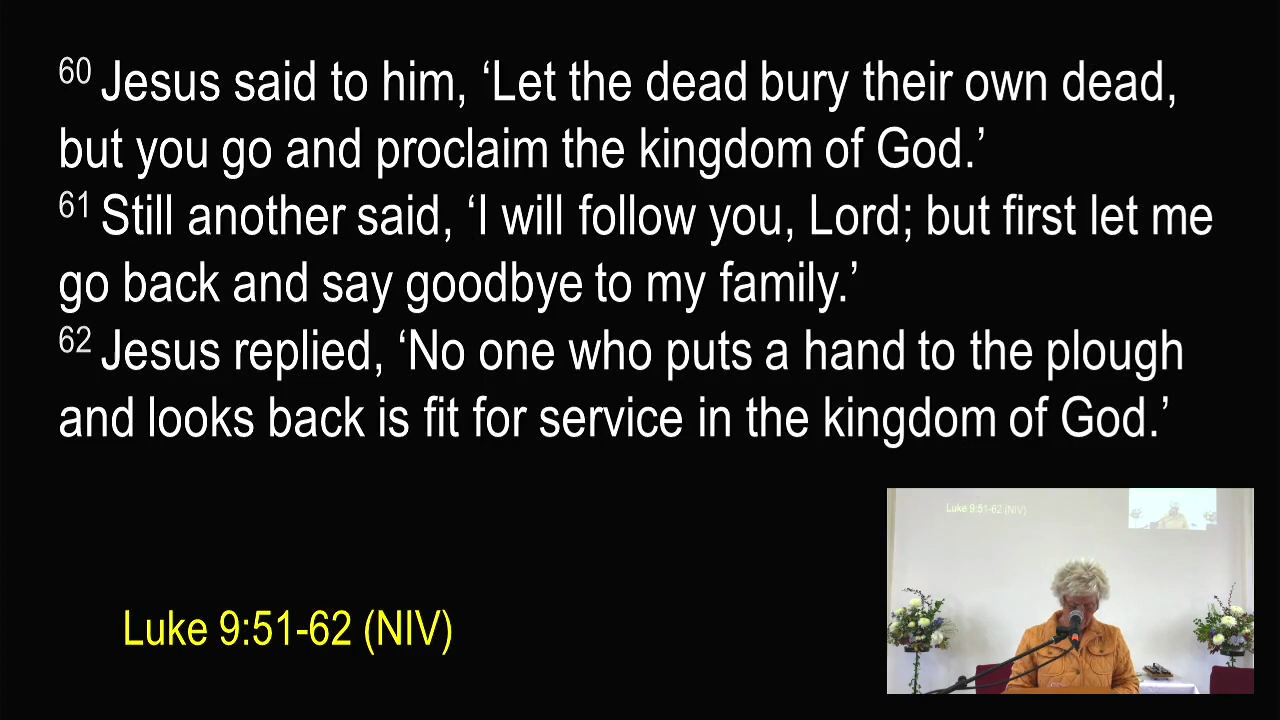 60 Jesus said to him, ‘Let the dead bury their own dead,
but you go and proclaim the kingdom of God.’
61 Still another said, ‘I will follow you, Lord; but first let me
go back and say goodbye to my family.’
62 Jesus replied, ‘No one who puts a hand to the plough
and looks back is fit for service in the kingdom of God.’
Luke 9:51-62 (NIV)
Luke 9:51-62 (NIV)